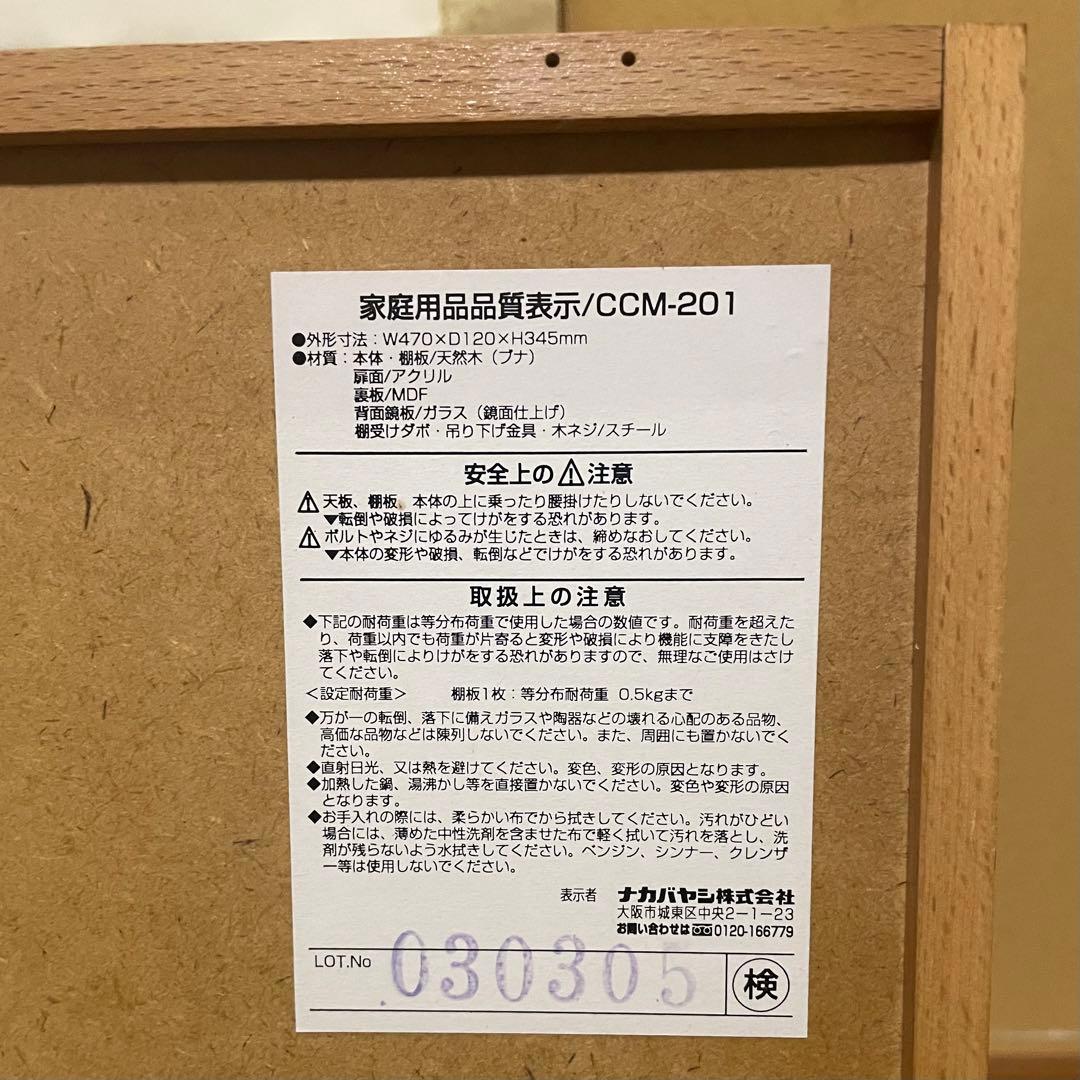 家庭用品品質表示/CCM-201
●外形寸法：W470×D120×H345mm
●材質：本体・棚板/天然木（ブナ）
扉面/アクリル
裏板/MDF
背面鏡板/ガラス（鏡面仕上げ）
棚受けダボ・吊り下げ金具・木ネジ/スチール
安全上の⚠注意
⚠天板、棚板、本体の上に乗ったり腰掛けたりしないでください。
▼転倒や破損によってけがをする恐れがあります。
⚠ボルトやネジにゆるみが生じたときは、締めなおしてください。
▼本体の変形や破損、転倒などでけがをする恐れがあります。
取扱上の注意
◆下記の耐荷重は等分布荷重で使用した場合の数値です。耐荷重を超えた
り、荷重以内でも荷重が片寄ると変形や破損により機能に支障をきたし
落下や転倒によりけがをする恐れがありますので、無理なご使用はさけ
てください。
＜設定耐荷重＞ 棚板1枚：等分布耐荷重 0.5kgまで
◆万が一の転倒、落下に備えガラスや陶器などの壊れる心配のある品物、
高価な品物などは陳列しないでください。また、周囲にも置かないでく
ださい。
◆直射日光、又は熱を避けてください。変色、変形の原因となります。
◆加熱した鍋、湯沸かし等を直接置かないでください。変色や変形の原因
となります。
◆お手入れの際には、柔らかい布でから拭きしてください。汚れがひどい
場合には、薄めた中性洗剤を含ませた布で軽く拭いて汚れを落とし、洗
剤が残らないよう水拭きしてください。ベンジン、シンナー、クレンザ
ー等は使用しないでください。
表示者 ナカバヤシ株式会社
大阪市城東区中央2-1-23
お問い合わせは 0120-166779
LOT.No 030305 検